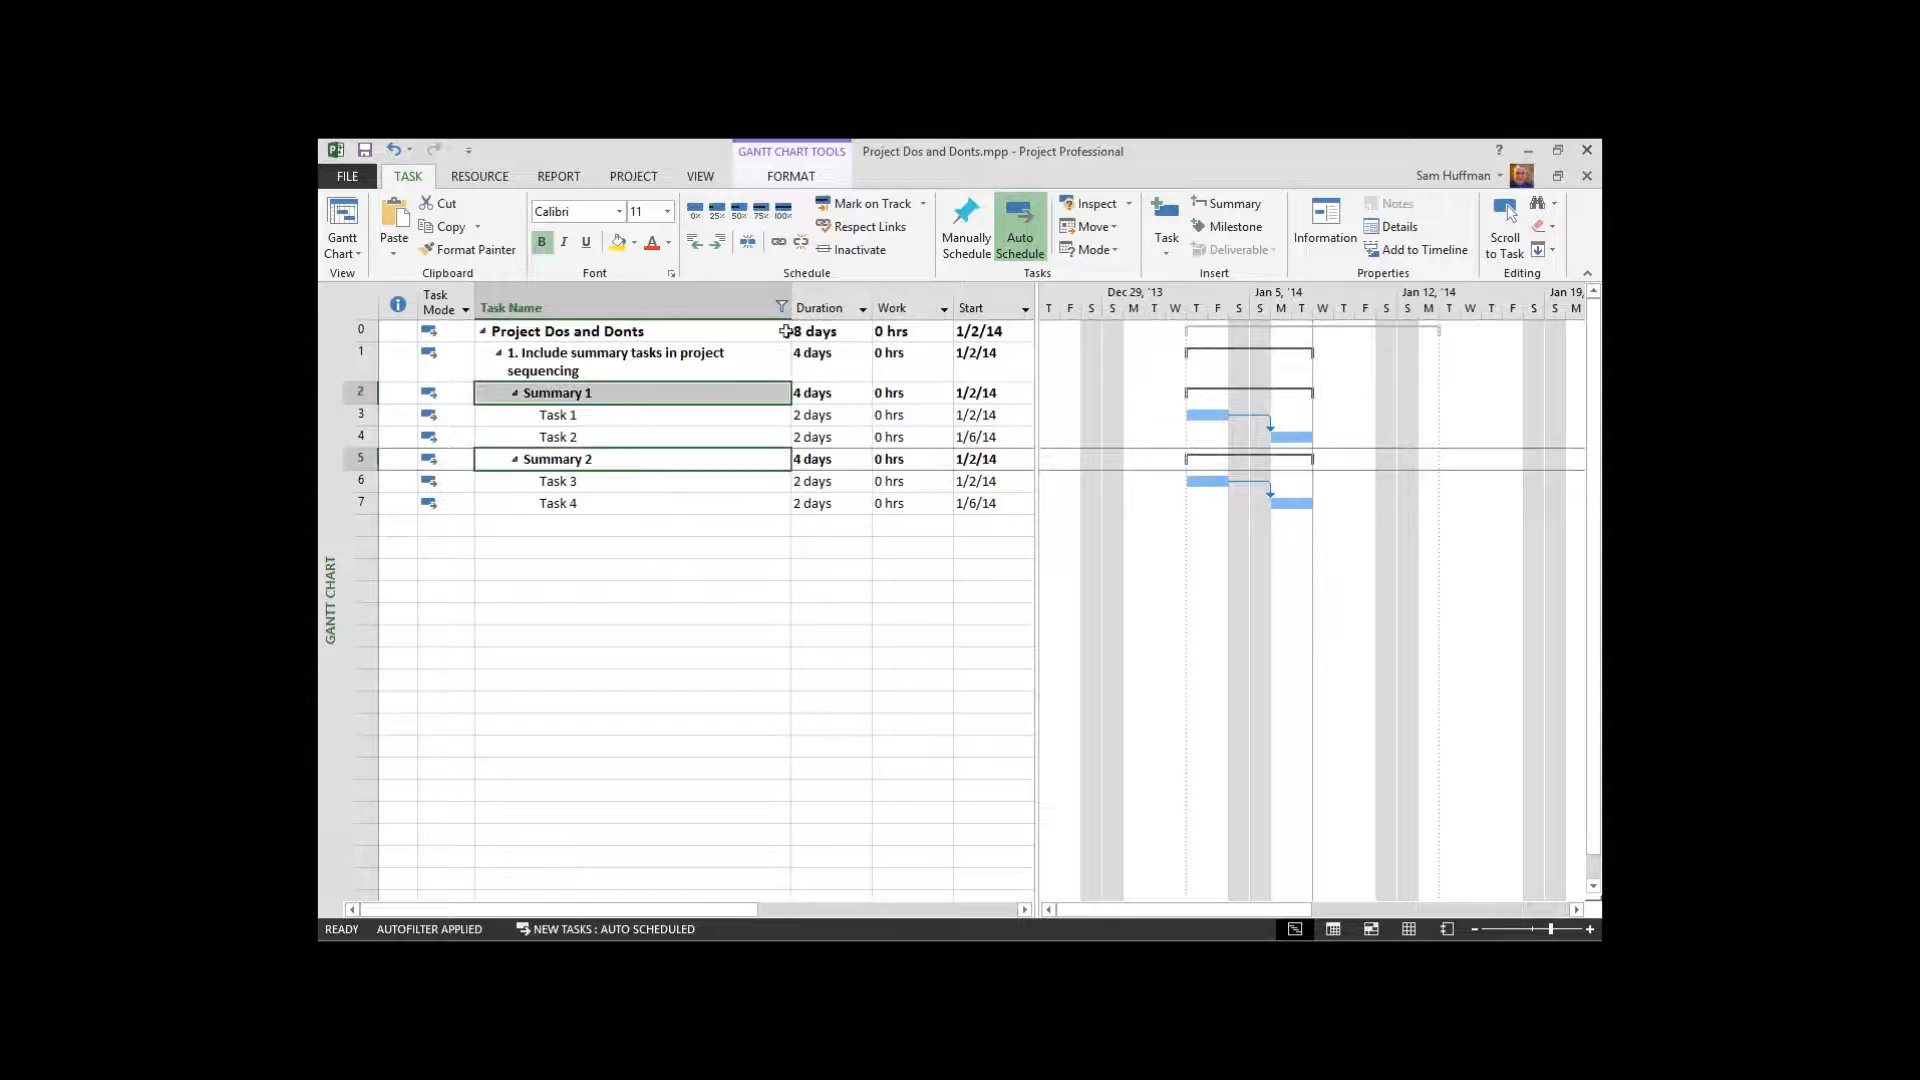 GANTT CHART TOOLS Project Dos and Donts.mpp - Project Professional
FILE TASK RESOURCE REPORT PROJECT VIEW FORMAT Sam Huffman
Gantt Chart
View
Paste
Cut
Copy
Format Painter
Clipboard
Calibri 11
B I U A
Font
0% 25% 50% 75% 100%
Mark on Track
Respect Links
Inactivate
Schedule
Manually Schedule
Auto Schedule
Inspect
Move
Mode
Tasks
Task
Summary
Milestone
Deliverable
Insert
Information
Notes
Details
Add to Timeline
Properties
Scroll to Task
Editing
Task Mode Task Name Duration Work Start
Dec 29, '13 Jan 5, '14 Jan 12, '14 Jan 19,
T F S S M T W T F S S M T W T F S S M T W T F S S M
0 Project Dos and Donts 8 days 0 hrs 1/2/14
1 1. Include summary tasks in project sequencing 4 days 0 hrs 1/2/14
2 Summary 1 4 days 0 hrs 1/2/14
3 Task 1 2 days 0 hrs 1/2/14
4 Task 2 2 days 0 hrs 1/6/14
5 Summary 2 4 days 0 hrs 1/2/14
6 Task 3 2 days 0 hrs 1/2/14
7 Task 4 2 days 0 hrs 1/6/14
GANTT CHART
READY AUTOFILTER APPLIED NEW TASKS : AUTO SCHEDULED